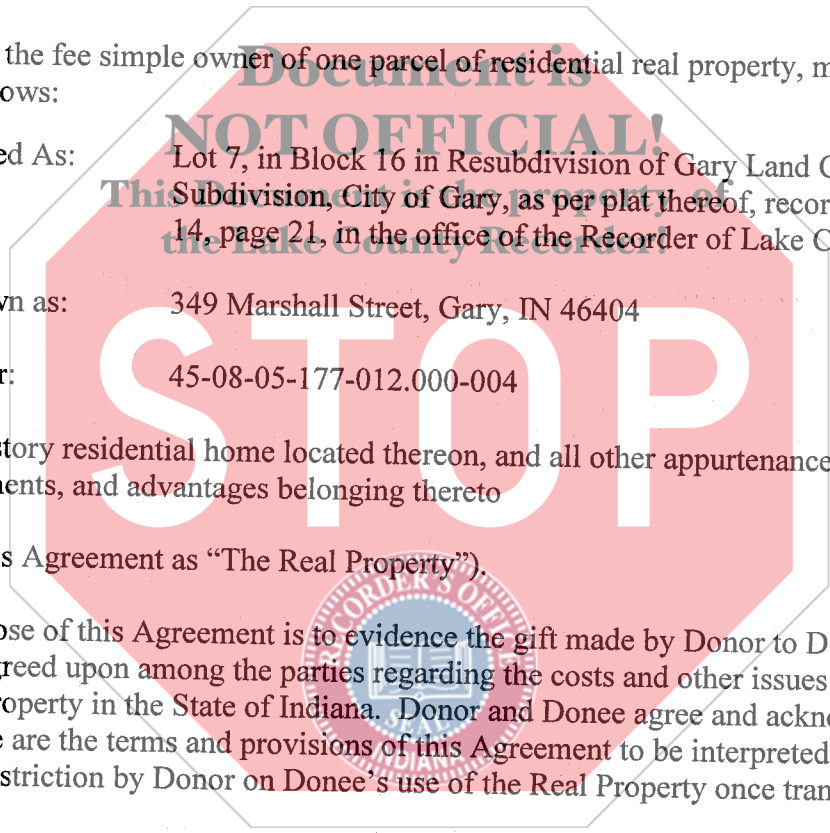 the fee simple owner of one parcel of residential real property, m
ows:
Document is
NOT OFFICIAL!
ed As: Lot 7, in Block 16 in Resubdivision of Gary Land C
This Document is the property of
Subdivision, City of Gary, as per plat thereof, recor
14, page 21, in the office of the Recorder of Lake C
the Lake County Recorder!
wn as: 349 Marshall Street, Gary, IN 46404
r: 45-08-05-177-012.000-004
STOP
story residential home located thereon, and all other appurtenance
ents, and advantages belonging thereto
s Agreement as “The Real Property”).
RECORDER'S OFFICE
ose of this Agreement is to evidence the gift made by Donor to D
greed upon among the parties regarding the costs and other issues
roperty in the State of Indiana. Donor and Donee agree and ackno
SEAL
e are the terms and provisions of this Agreement to be interpreted
INDIANA
striction by Donor on Donee’s use of the Real Property once tran